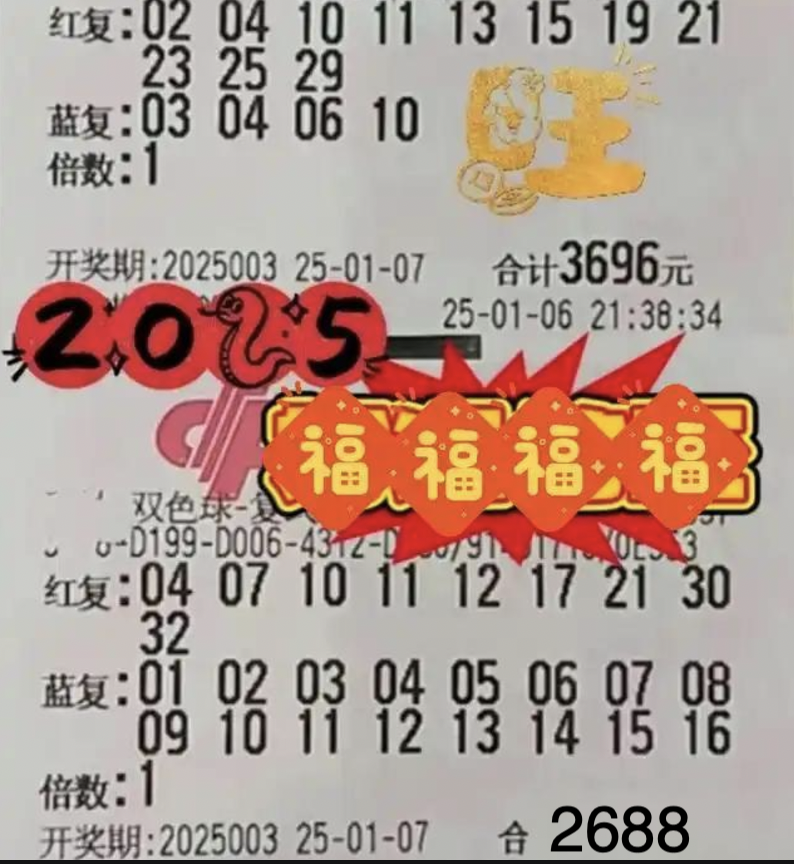 红复:02 04 10 11 13 15 19 21
23 25 29
蓝复:03 04 06 10
倍数:1
旺
开奖期:2025003 25-01-07 合计3696元
2025
25-01-06 21:38:34
福福福福
双色球-复
-D199-D006-4312-D
红复:04 07 10 11 12 17 21 30
32
蓝复:01 02 03 04 05 06 07 08
09 10 11 12 13 14 15 16
倍数:1
开奖期:2025003 25-01-07 合 2688